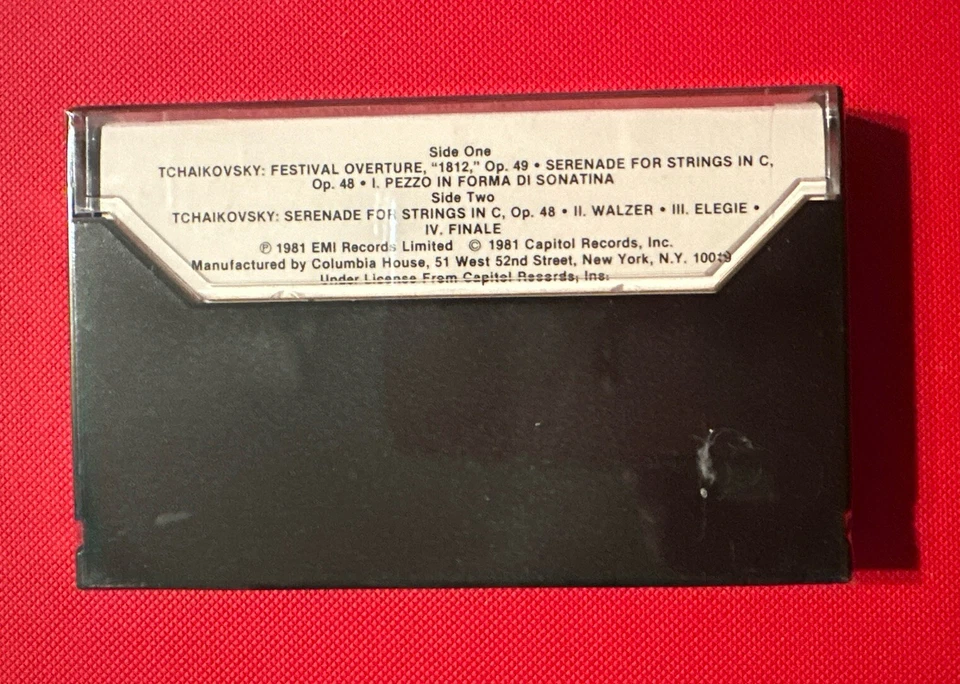 Side One
TCHAIKOVSKY: FESTIVAL OVERTURE, “1812,” Op. 49 • SERENADE FOR STRINGS IN C,
Op. 48 • I. PEZZO IN FORMA DI SONATINA
Side Two
TCHAIKOVSKY: SERENADE FOR STRINGS IN C, Op. 48 • II. WALZER • III. ELEGIE •
IV. FINALE
℗ 1981 EMI Records Limited © 1981 Capitol Records, Inc.
Manufactured by Columbia House, 51 West 52nd Street, New York, N.Y. 10019
Under License From Capitol Records, Inc.